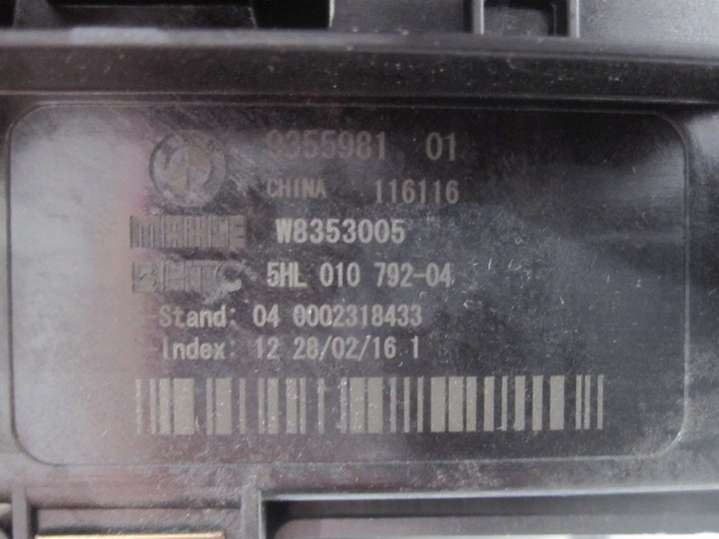 9355981 01
CHINA 116116
W8353005
5HL 010 792-04
-Stand: 04 0002318433
-Index: 12 28/02/16 1